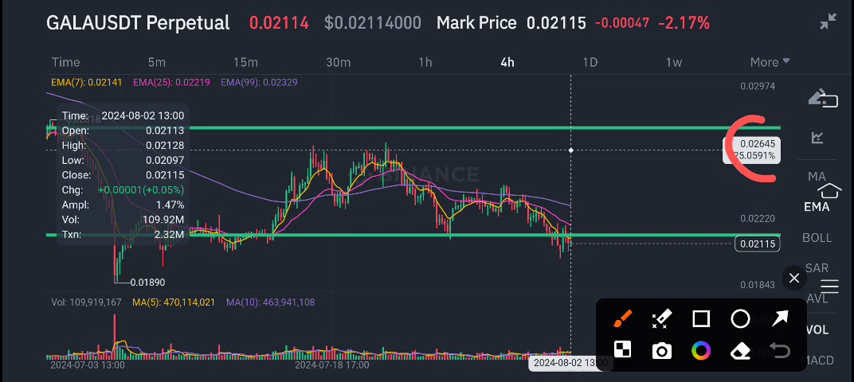 GALAUSDT Perpetual 0.02114 $0.02114000 Mark Price 0.02115 -0.00047 -2.17%
Time 5m 15m 30m 1h 4h 1D 1w More
EMA(7): 0.02141 EMA(25): 0.02219 EMA(99): 0.02329
0.02974
Time: 2024-08-02 13:00
Open: 0.02113
High: 0.02128
Low: 0.02097
Close: 0.02115
Chg: +0.00001(+0.05%)
Ampl: 1.47%
Vol: 109.92M
Txn: 2.32M
0.02645
25.0591%
BINANCE
MA
EMA
0.02220
BOLL
0.02115
SAR
0.01890
0.01843
AVL
Vol: 109,919,167 MA(5): 470,114,021 MA(10): 463,941,108
VOL
MACD
2024-07-03 13:00 2024-07-18 17:00 2024-08-02 13:00